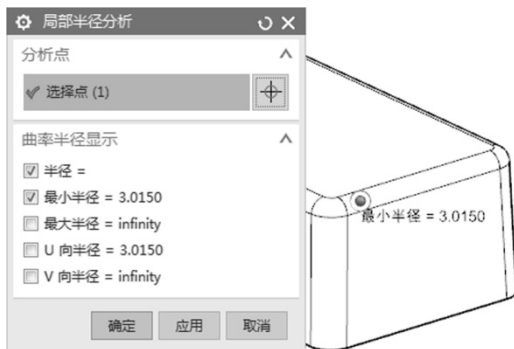 局部半径分析
分析点
选择点 (1)
曲率半径显示
半径 =
最小半径 = 3.0150
最大半径 = infinity
U 向半径 = 3.0150
V 向半径 = infinity
确定 应用 取消
最小半径 = 3.0150